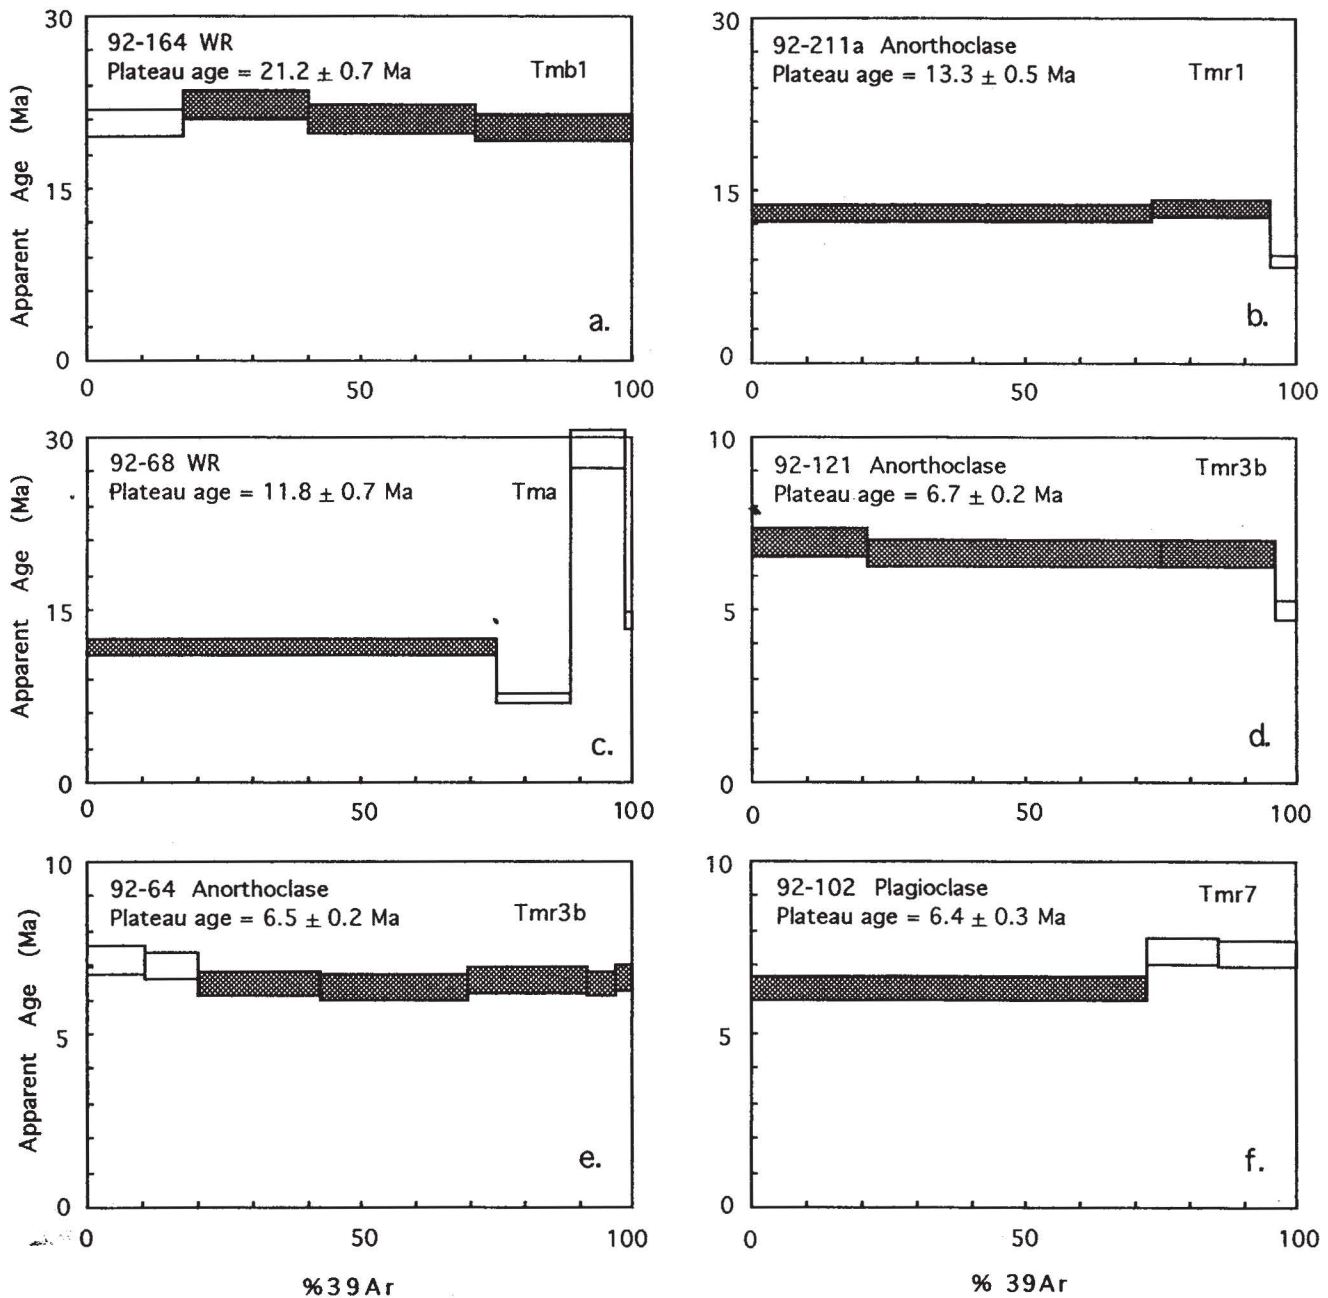 30
92-164 WR
Plateau age = 21.2 ± 0.7 Ma
Tmb1
15
0
a.
0 50 100
Apparent Age (Ma)
30
92-211a Anorthoclase
Plateau age = 13.3 ± 0.5 Ma
Tmr1
15
0
b.
0 50 100
30
92-68 WR
Plateau age = 11.8 ± 0.7 Ma
Tma
15
0
c.
0 50 100
Apparent Age (Ma)
10
92-121 Anorthoclase
Plateau age = 6.7 ± 0.2 Ma
Tmr3b
5
0
d.
0 50 100
10
92-64 Anorthoclase
Plateau age = 6.5 ± 0.2 Ma
Tmr3b
5
0
e.
0 50 100
Apparent Age (Ma)
%39Ar
10
92-102 Plagioclase
Plateau age = 6.4 ± 0.3 Ma
Tmr7
5
0
f.
0 50 100
% 39Ar